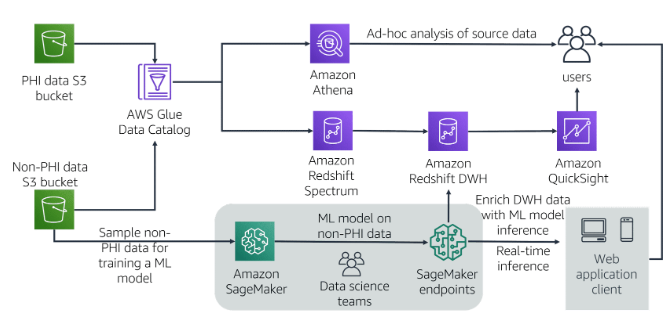 PHI data S3
bucket
AWS Glue
Data Catalog
Amazon
Athena
Ad-hoc analysis of source data
users
Non-PHI data
S3 bucket
Amazon
Redshift
Spectrum
Amazon
Redshift DWH
Amazon
QuickSight
Sample non-
PHI data for
training a ML
model
Amazon
SageMaker
ML model on
non-PHI data
Data science
teams
SageMaker
endpoints
Enrich DWH data
with ML model
inference
Real-time
inference
Web
application
client